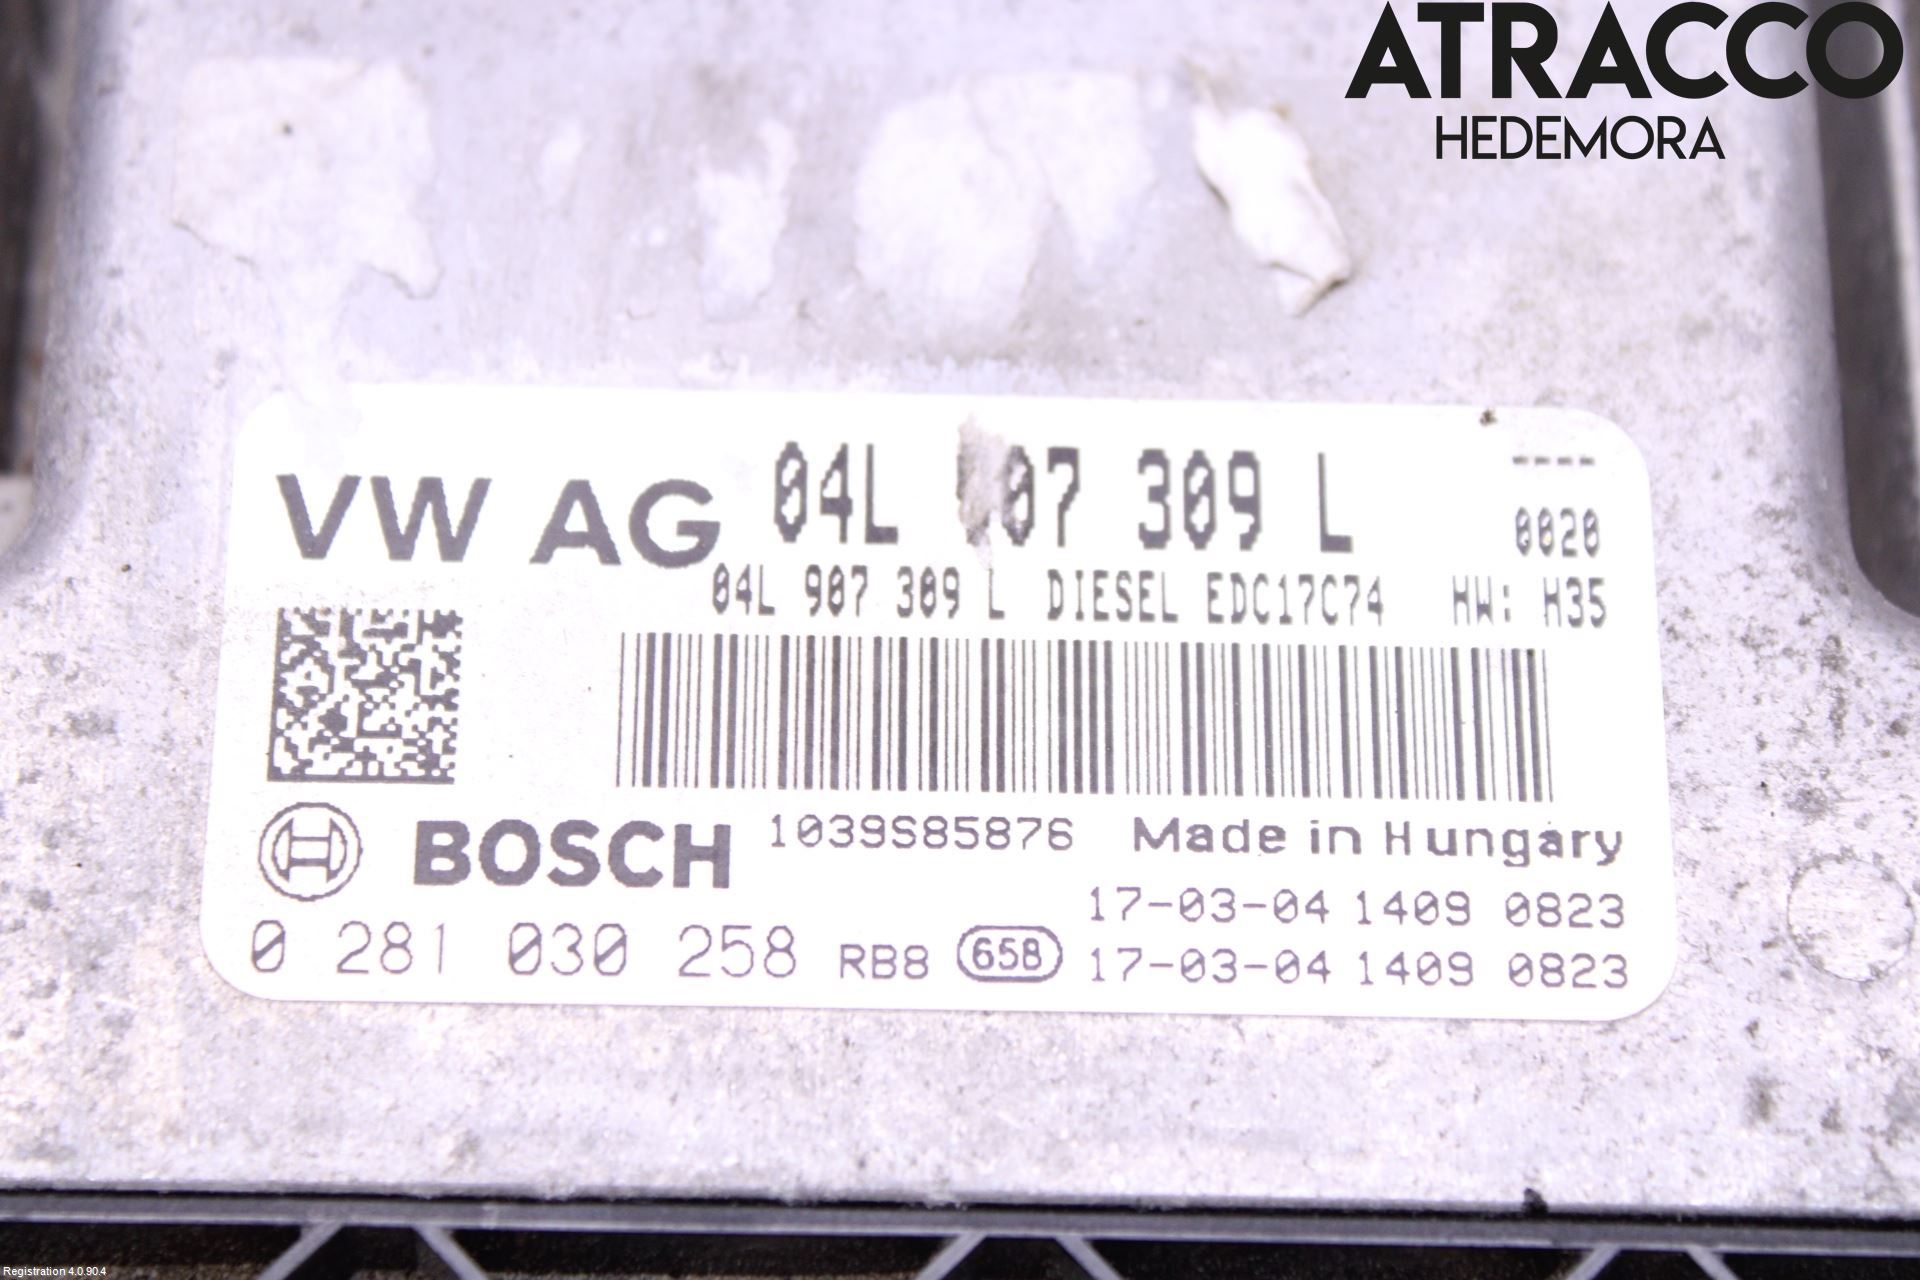 ATRACCO
HEDEMORA
VW AG 04L 07 309 L ----
0020
04L 907 309 L DIESEL EDC17C74 HW: H35
BOSCH 1039S85876 Made in Hungary
17-03-04 1409 0823
0 281 030 258 RB8 658 17-03-04 1409 0823
Registration 4.0.90.4